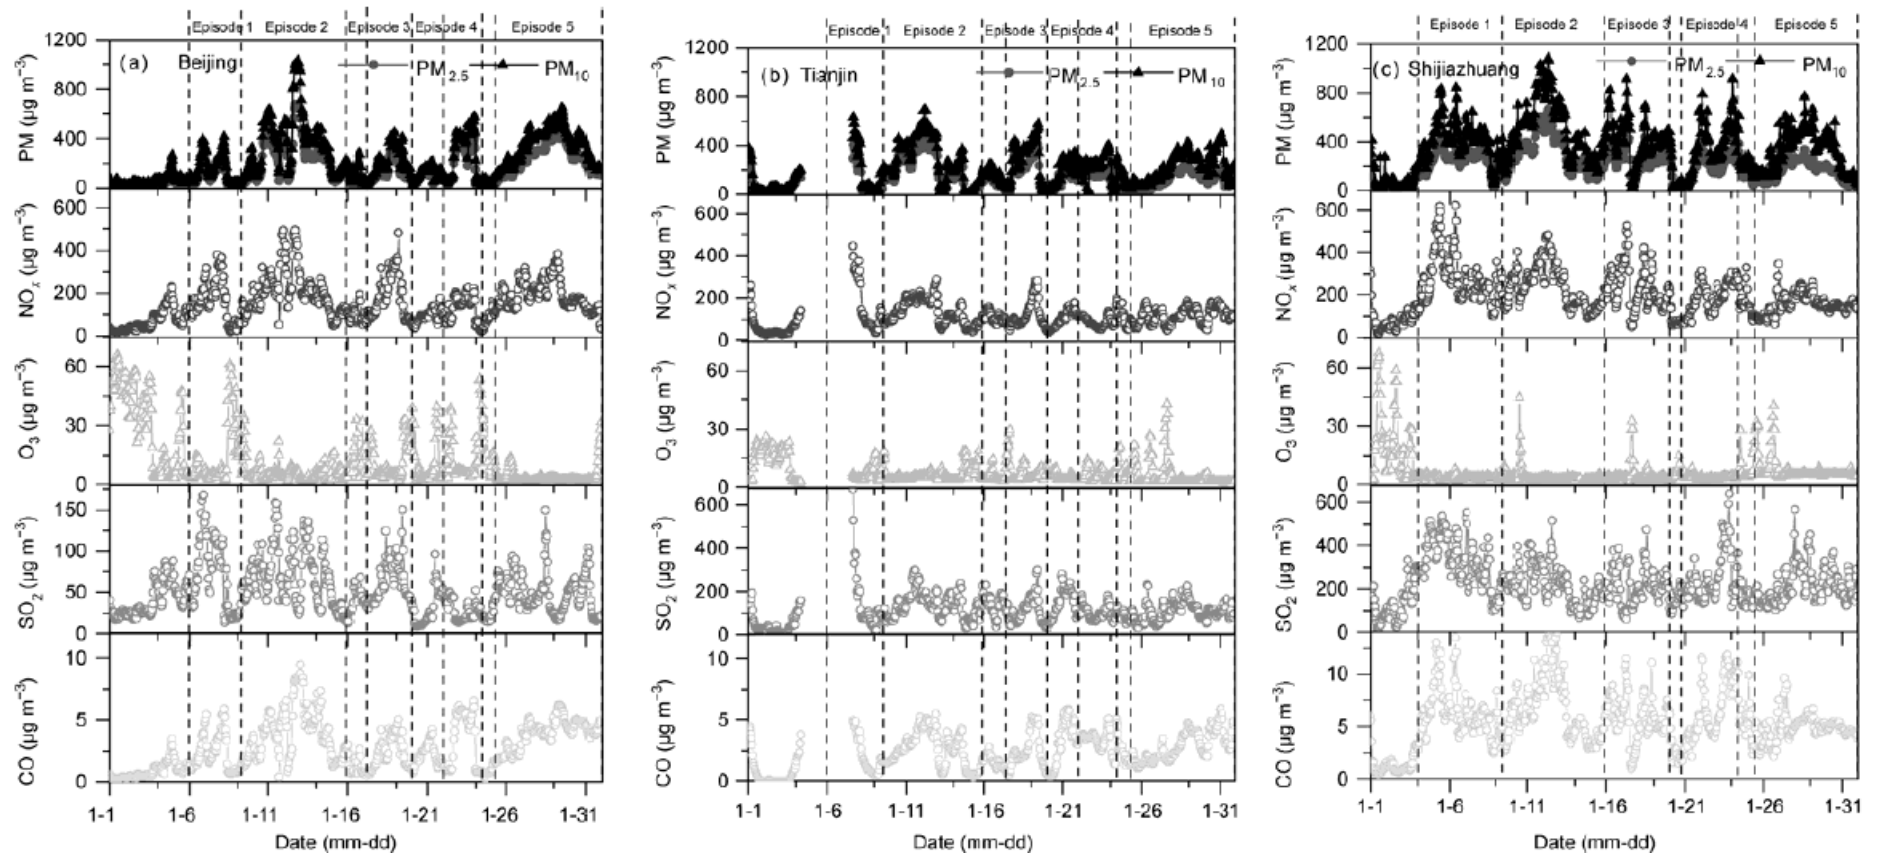 Episode 1 Episode 2 Episode 3 Episode 4 Episode 5
(a) Beijing PM2.5 PM10
PM (μg m−3)
1200
800
400
0
NOx (μg m−3)
600
400
200
0
O3 (μg m−3)
60
30
0
SO2 (μg m−3)
150
100
50
0
CO (μg m−3)
10
5
0
1-1 1-6 1-11 1-16 1-21 1-26 1-31
Date (mm-dd)
Episode 1 Episode 2 Episode 3 Episode 4 Episode 5
(b) Tianjin PM2.5 PM10
PM (μg m−3)
1200
800
400
0
NOx (μg m−3)
600
400
200
0
O3 (μg m−3)
60
30
0
SO2 (μg m−3)
600
400
200
0
CO (μg m−3)
10
5
0
1-1 1-6 1-11 1-16 1-21 1-26 1-31
Date (mm-dd)
Episode 1 Episode 2 Episode 3 Episode 4 Episode 5
(c) Shijiazhuang PM2.5 PM10
PM (μg m−3)
1200
800
400
0
NOx (μg m−3)
600
400
200
0
O3 (μg m−3)
60
30
0
SO2 (μg m−3)
600
400
200
0
CO (μg m−3)
10
5
0
1-1 1-6 1-11 1-16 1-21 1-26 1-31
Date (mm-dd)